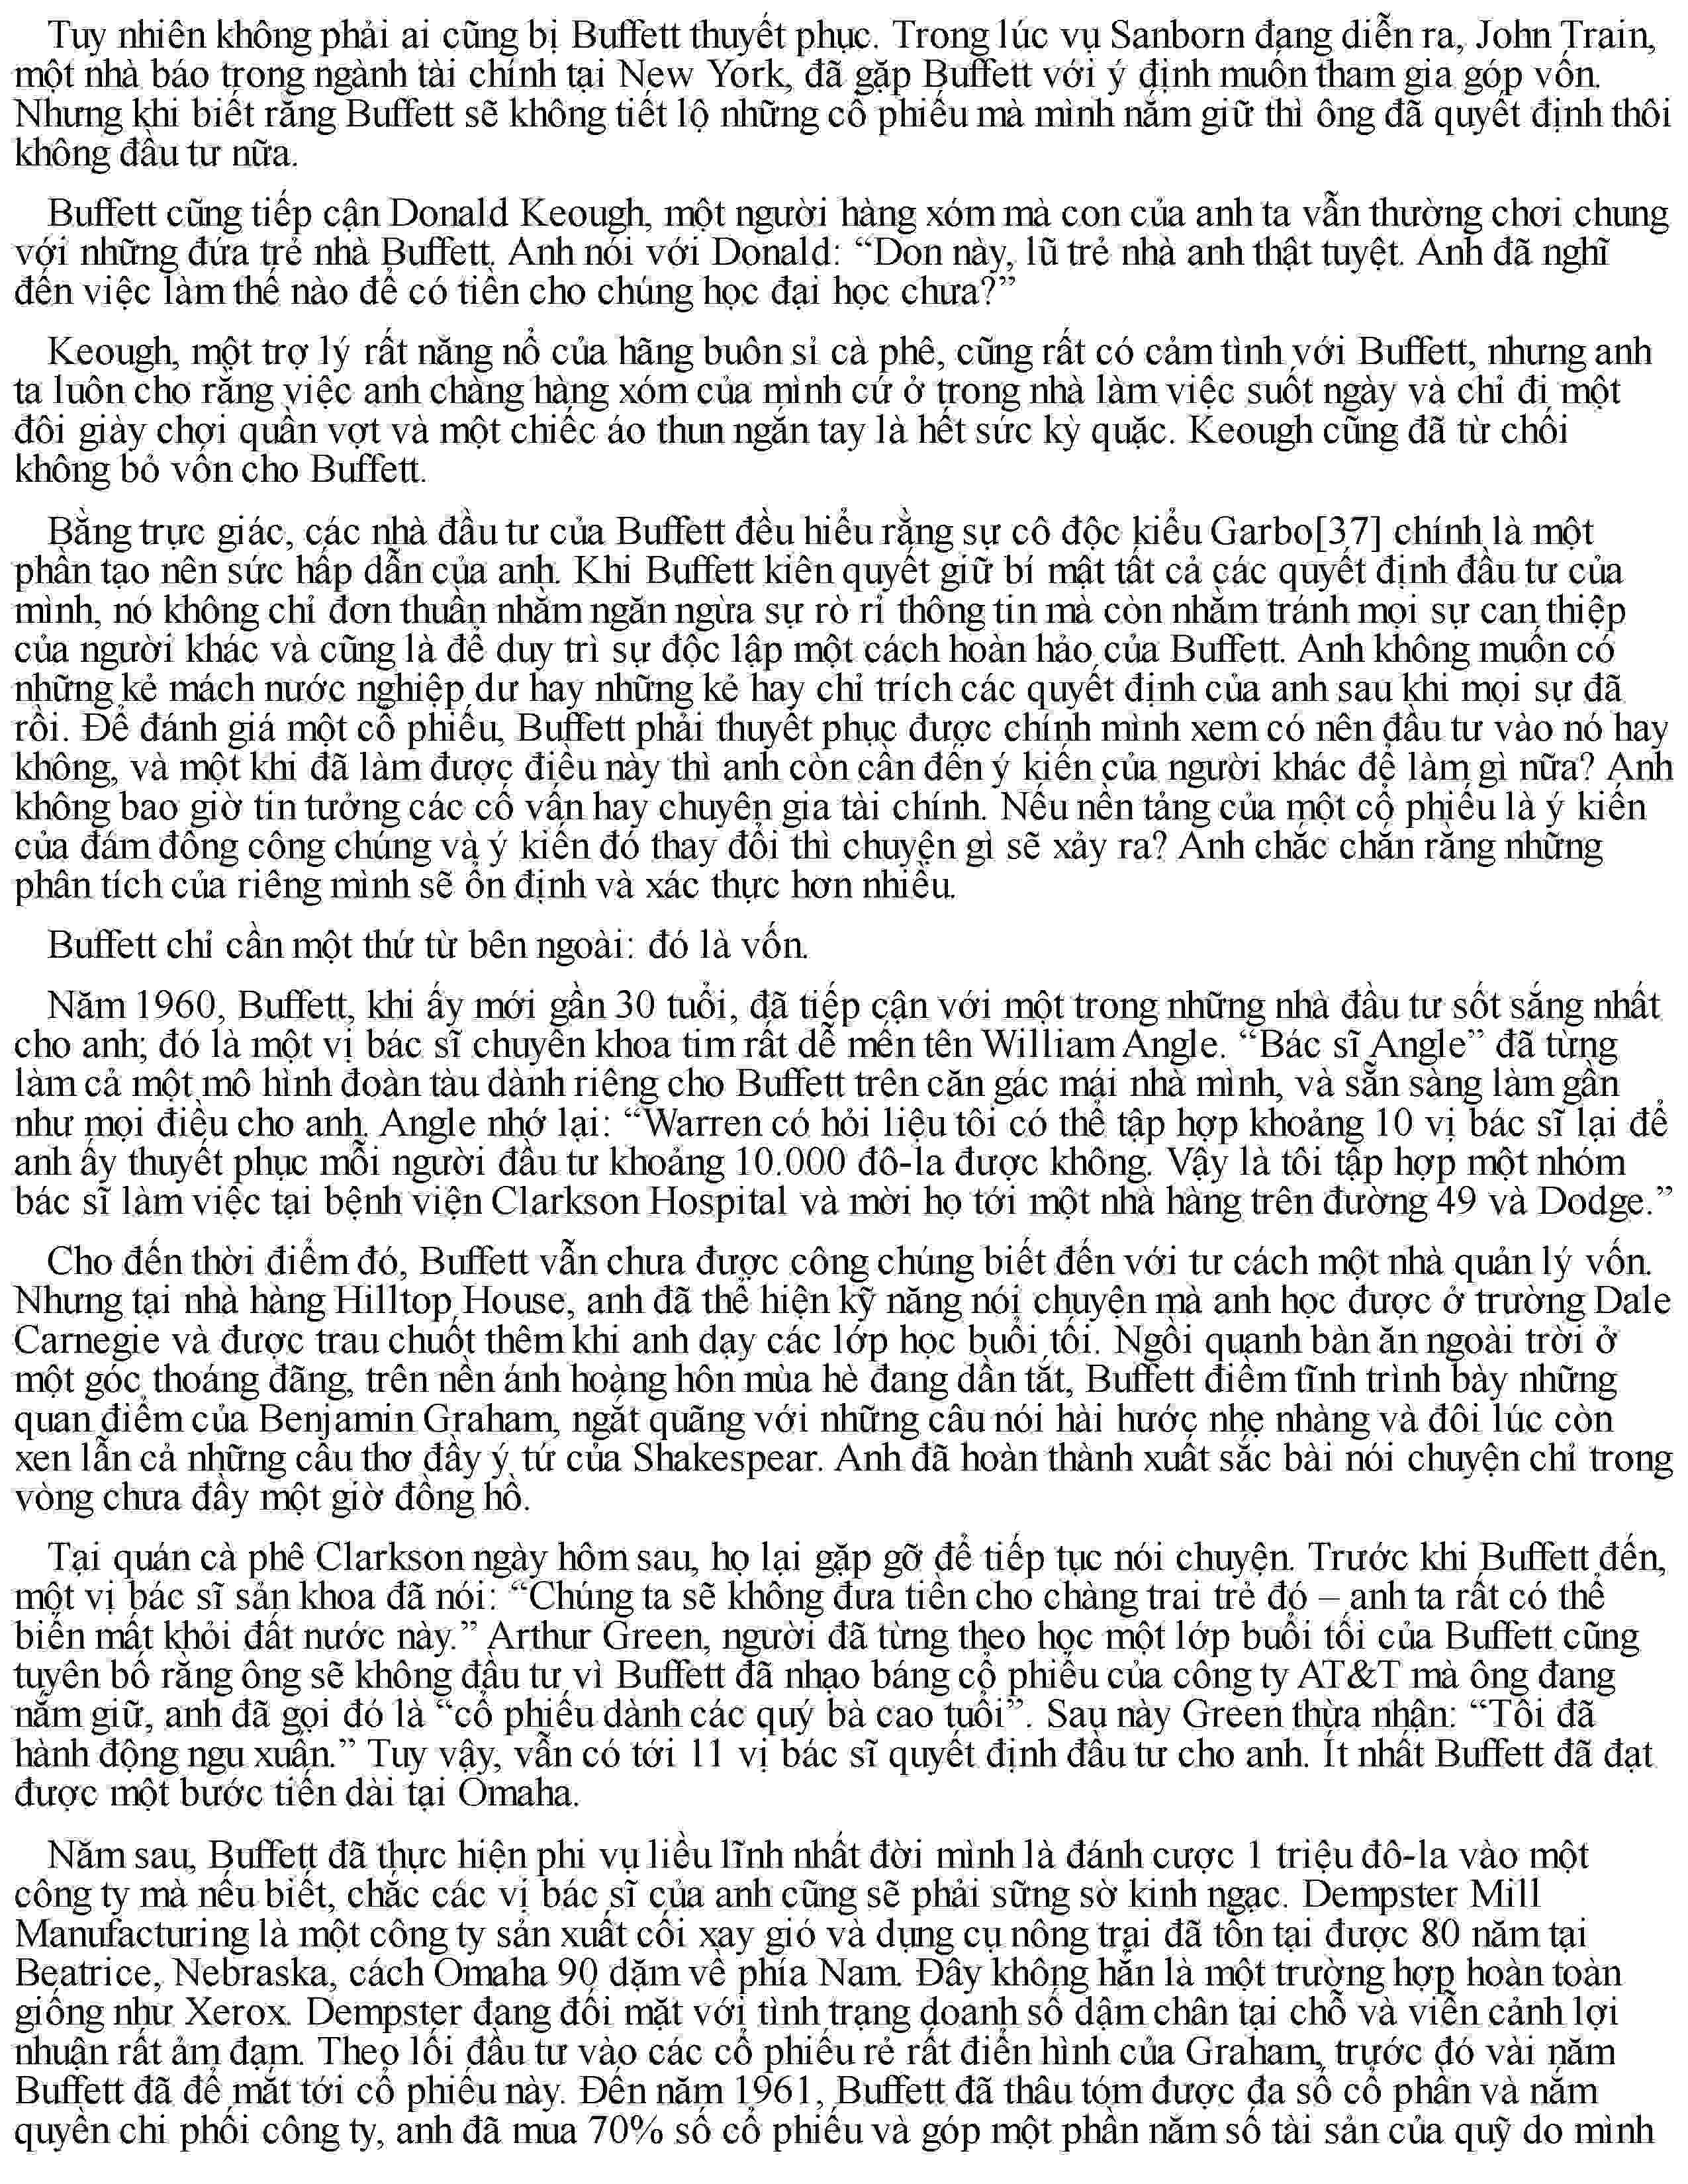 Tuy nhiên không phải ai cũng bị Buffett thuyết phục. Trong lúc vụ Sanborn đang diễn ra, John Train,
một nhà báo trong ngành tài chính tại New York, đã gặp Buffett với ý định muốn tham gia góp vốn.
Nhưng khi biết rằng Buffett sẽ không tiết lộ những cổ phiếu mà mình nắm giữ thì ông đã quyết định thôi
không đầu tư nữa.
Buffett cũng tiếp cận Donald Keough, một người hàng xóm mà con của anh ta vẫn thường chơi chung
với những đứa trẻ nhà Buffett. Anh nói với Donald: “Don này, lũ trẻ nhà anh thật tuyệt. Anh đã nghĩ
đến việc làm thế nào để có tiền cho chúng học đại học chưa?”
Keough, một trợ lý rất năng nổ của hãng buôn sỉ cà phê, cũng rất có cảm tình với Buffett, nhưng anh
ta luôn cho rằng việc anh chàng hàng xóm của mình cứ ở trong nhà làm việc suốt ngày và chỉ đi một
đôi giày chơi quần vợt và một chiếc áo thun ngắn tay là hết sức kỳ quặc. Keough cũng đã từ chối
không bỏ vốn cho Buffett.
Bằng trực giác, các nhà đầu tư của Buffett đều hiểu rằng sự cô độc kiểu Garbo[37] chính là một
phần tạo nên sức hấp dẫn của anh. Khi Buffett kiên quyết giữ bí mật tất cả các quyết định đầu tư của
mình, nó không chỉ đơn thuần nhằm ngăn ngừa sự rò rỉ thông tin mà còn nhằm tránh mọi sự can thiệp
của người khác và cũng là để duy trì sự độc lập một cách hoàn hảo của Buffett. Anh không muốn có
những kẻ mách nước nghiệp dư hay những kẻ hay chỉ trích các quyết định của anh sau khi mọi sự đã
rồi. Để đánh giá một cổ phiếu, Buffett phải thuyết phục được chính mình xem có nên đầu tư vào nó hay
không, và một khi đã làm được điều này thì anh còn cần đến ý kiến của người khác để làm gì nữa? Anh
không bao giờ tin tưởng các cố vấn hay chuyên gia tài chính. Nếu nền tảng của một cổ phiếu là ý kiến
của đám đông công chúng và ý kiến đó thay đổi thì chuyện gì sẽ xảy ra? Anh chắc chắn rằng những
phân tích của riêng mình sẽ ổn định và xác thực hơn nhiều.
Buffett chỉ cần một thứ từ bên ngoài: đó là vốn.
Năm 1960, Buffett, khi ấy mới gần 30 tuổi, đã tiếp cận với một trong những nhà đầu tư sốt sắng nhất
cho anh; đó là một vị bác sĩ chuyên khoa tim rất dễ mến tên William Angle. “Bác sĩ Angle” đã từng
làm cả một mô hình đoàn tàu dành riêng cho Buffett trên căn gác mái nhà mình, và sẵn sàng làm gần
như mọi điều cho anh. Angle nhớ lại: “Warren có hỏi liệu tôi có thể tập hợp khoảng 10 vị bác sĩ lại để
anh ấy thuyết phục mỗi người đầu tư khoảng 10.000 đô-la được không. Vậy là tôi tập hợp một nhóm
bác sĩ làm việc tại bệnh viện Clarkson Hospital và mời họ tới một nhà hàng trên đường 49 và Dodge.”
Cho đến thời điểm đó, Buffett vẫn chưa được công chúng biết đến với tư cách một nhà quản lý vốn.
Nhưng tại nhà hàng Hilltop House, anh đã thể hiện kỹ năng nói chuyện mà anh học được ở trường Dale
Carnegie và được trau chuốt thêm khi anh dạy các lớp học buổi tối. Ngồi quanh bàn ăn ngoài trời ở
một góc thoáng đãng, trên nền ánh hoàng hôn mùa hè đang dần tắt, Buffett điềm tĩnh trình bày những
quan điểm của Benjamin Graham, ngắt quãng với những câu nói hài hước nhẹ nhàng và đôi lúc còn
xen lẫn cả những câu thơ đầy ý tứ của Shakespear. Anh đã hoàn thành xuất sắc bài nói chuyện chỉ trong
vòng chưa đầy một giờ đồng hồ.
Tại quán cà phê Clarkson ngày hôm sau, họ lại gặp gỡ để tiếp tục nói chuyện. Trước khi Buffett đến,
một vị bác sĩ sản khoa đã nói: “Chúng ta sẽ không đưa tiền cho chàng trai trẻ đó – anh ta rất có thể
biến mất khỏi đất nước này.” Arthur Green, người đã từng theo học một lớp buổi tối của Buffett cũng
tuyên bố rằng ông sẽ không đầu tư vì Buffett đã nhạo báng cổ phiếu của công ty AT&T mà ông đang
nắm giữ, anh đã gọi đó là “cổ phiếu dành các quý bà cao tuổi”. Sau này Green thừa nhận: “Tôi đã
hành động ngu xuẩn.” Tuy vậy, vẫn có tới 11 vị bác sĩ quyết định đầu tư cho anh. Ít nhất Buffett đã đạt
được một bước tiến dài tại Omaha.
Năm sau, Buffett đã thực hiện phi vụ liều lĩnh nhất đời mình là đánh cược 1 triệu đô-la vào một
công ty mà nếu biết, chắc các vị bác sĩ của anh cũng sẽ phải sững sờ kinh ngạc. Dempster Mill
Manufacturing là một công ty sản xuất cối xay gió và dụng cụ nông trại đã tồn tại được 80 năm tại
Beatrice, Nebraska, cách Omaha 90 dặm về phía Nam. Đây không hẳn là một trường hợp hoàn toàn
giống như Xerox. Dempster đang đối mặt với tình trạng doanh số dậm chân tại chỗ và viễn cảnh lợi
nhuận rất ảm đạm. Theo lối đầu tư vào các cổ phiếu rẻ rất điển hình của Graham, trước đó vài năm
Buffett đã để mắt tới cổ phiếu này. Đến năm 1961, Buffett đã thâu tóm được đa số cổ phần và nắm
quyền chi phối công ty, anh đã mua 70% số cổ phiếu và góp một phần năm số tài sản của quỹ do mình